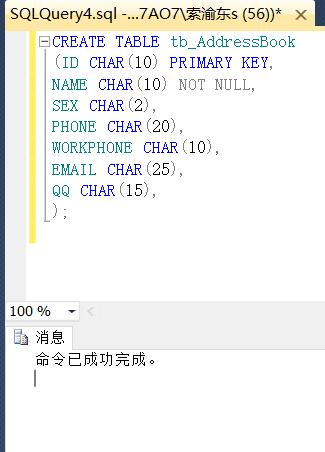 SQLQuery4.sql -...7AO7\索渝东s (56))*
CREATE TABLE tb_AddressBook
(ID CHAR(10) PRIMARY KEY,
NAME CHAR(10) NOT NULL,
SEX CHAR(2),
PHONE CHAR(20),
WORKPHONE CHAR(10),
EMAIL CHAR(25),
QQ CHAR(15),
);
100 %
消息
命令已成功完成。